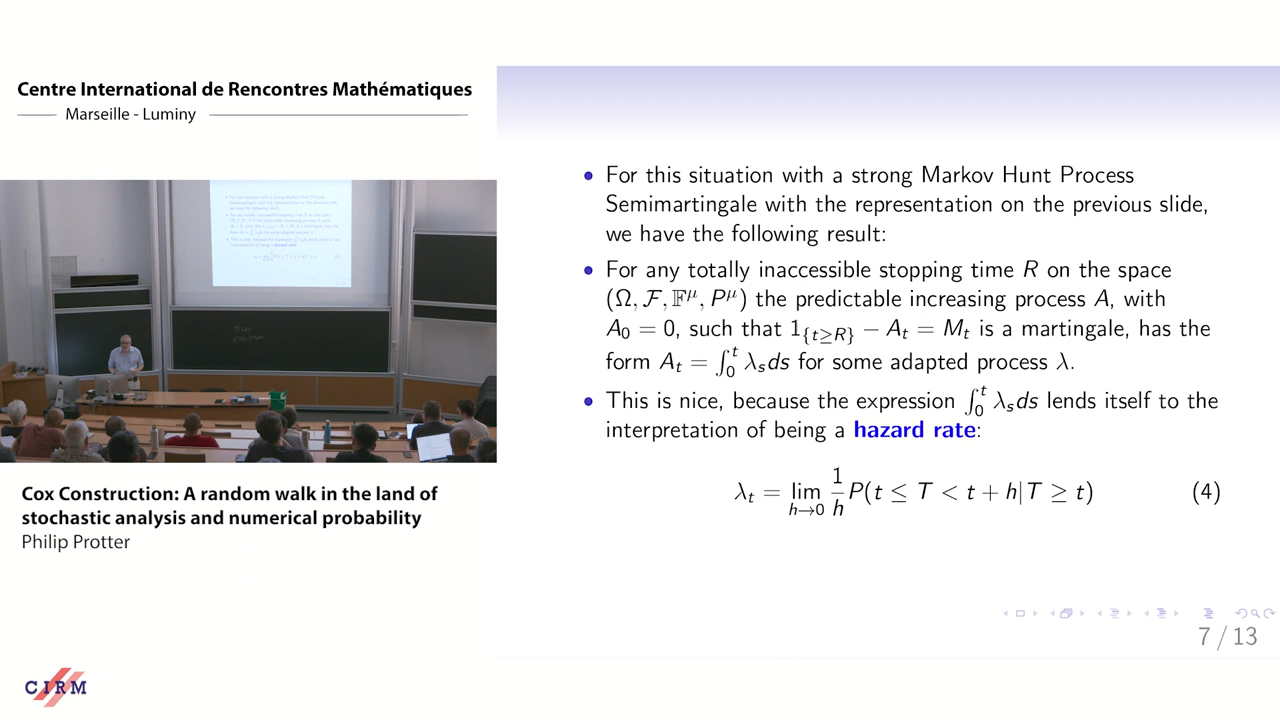 Centre International de Rencontres Mathématiques
Marseille - Luminy
Cox Construction: A random walk in the land of
stochastic analysis and numerical probability
Philip Protter
CIRM
• For this situation with a strong Markov Hunt Process
Semimartingale with the representation on the previous slide,
we have the following result:
• For any totally inaccessible stopping time R on the space
(Ω, ℱ, 𝔽^μ, P^μ) the predictable increasing process A, with
A₀ = 0, such that 1_{t≥R} − A_t = M_t is a martingale, has the
form A_t = ∫₀^t λ_s ds for some adapted process λ.
• This is nice, because the expression ∫₀^t λ_s ds lends itself to the
interpretation of being a hazard rate:
λ_t = lim_{h→0} 1/h P(t ≤ T < t + h|T ≥ t) (4)
7 / 13